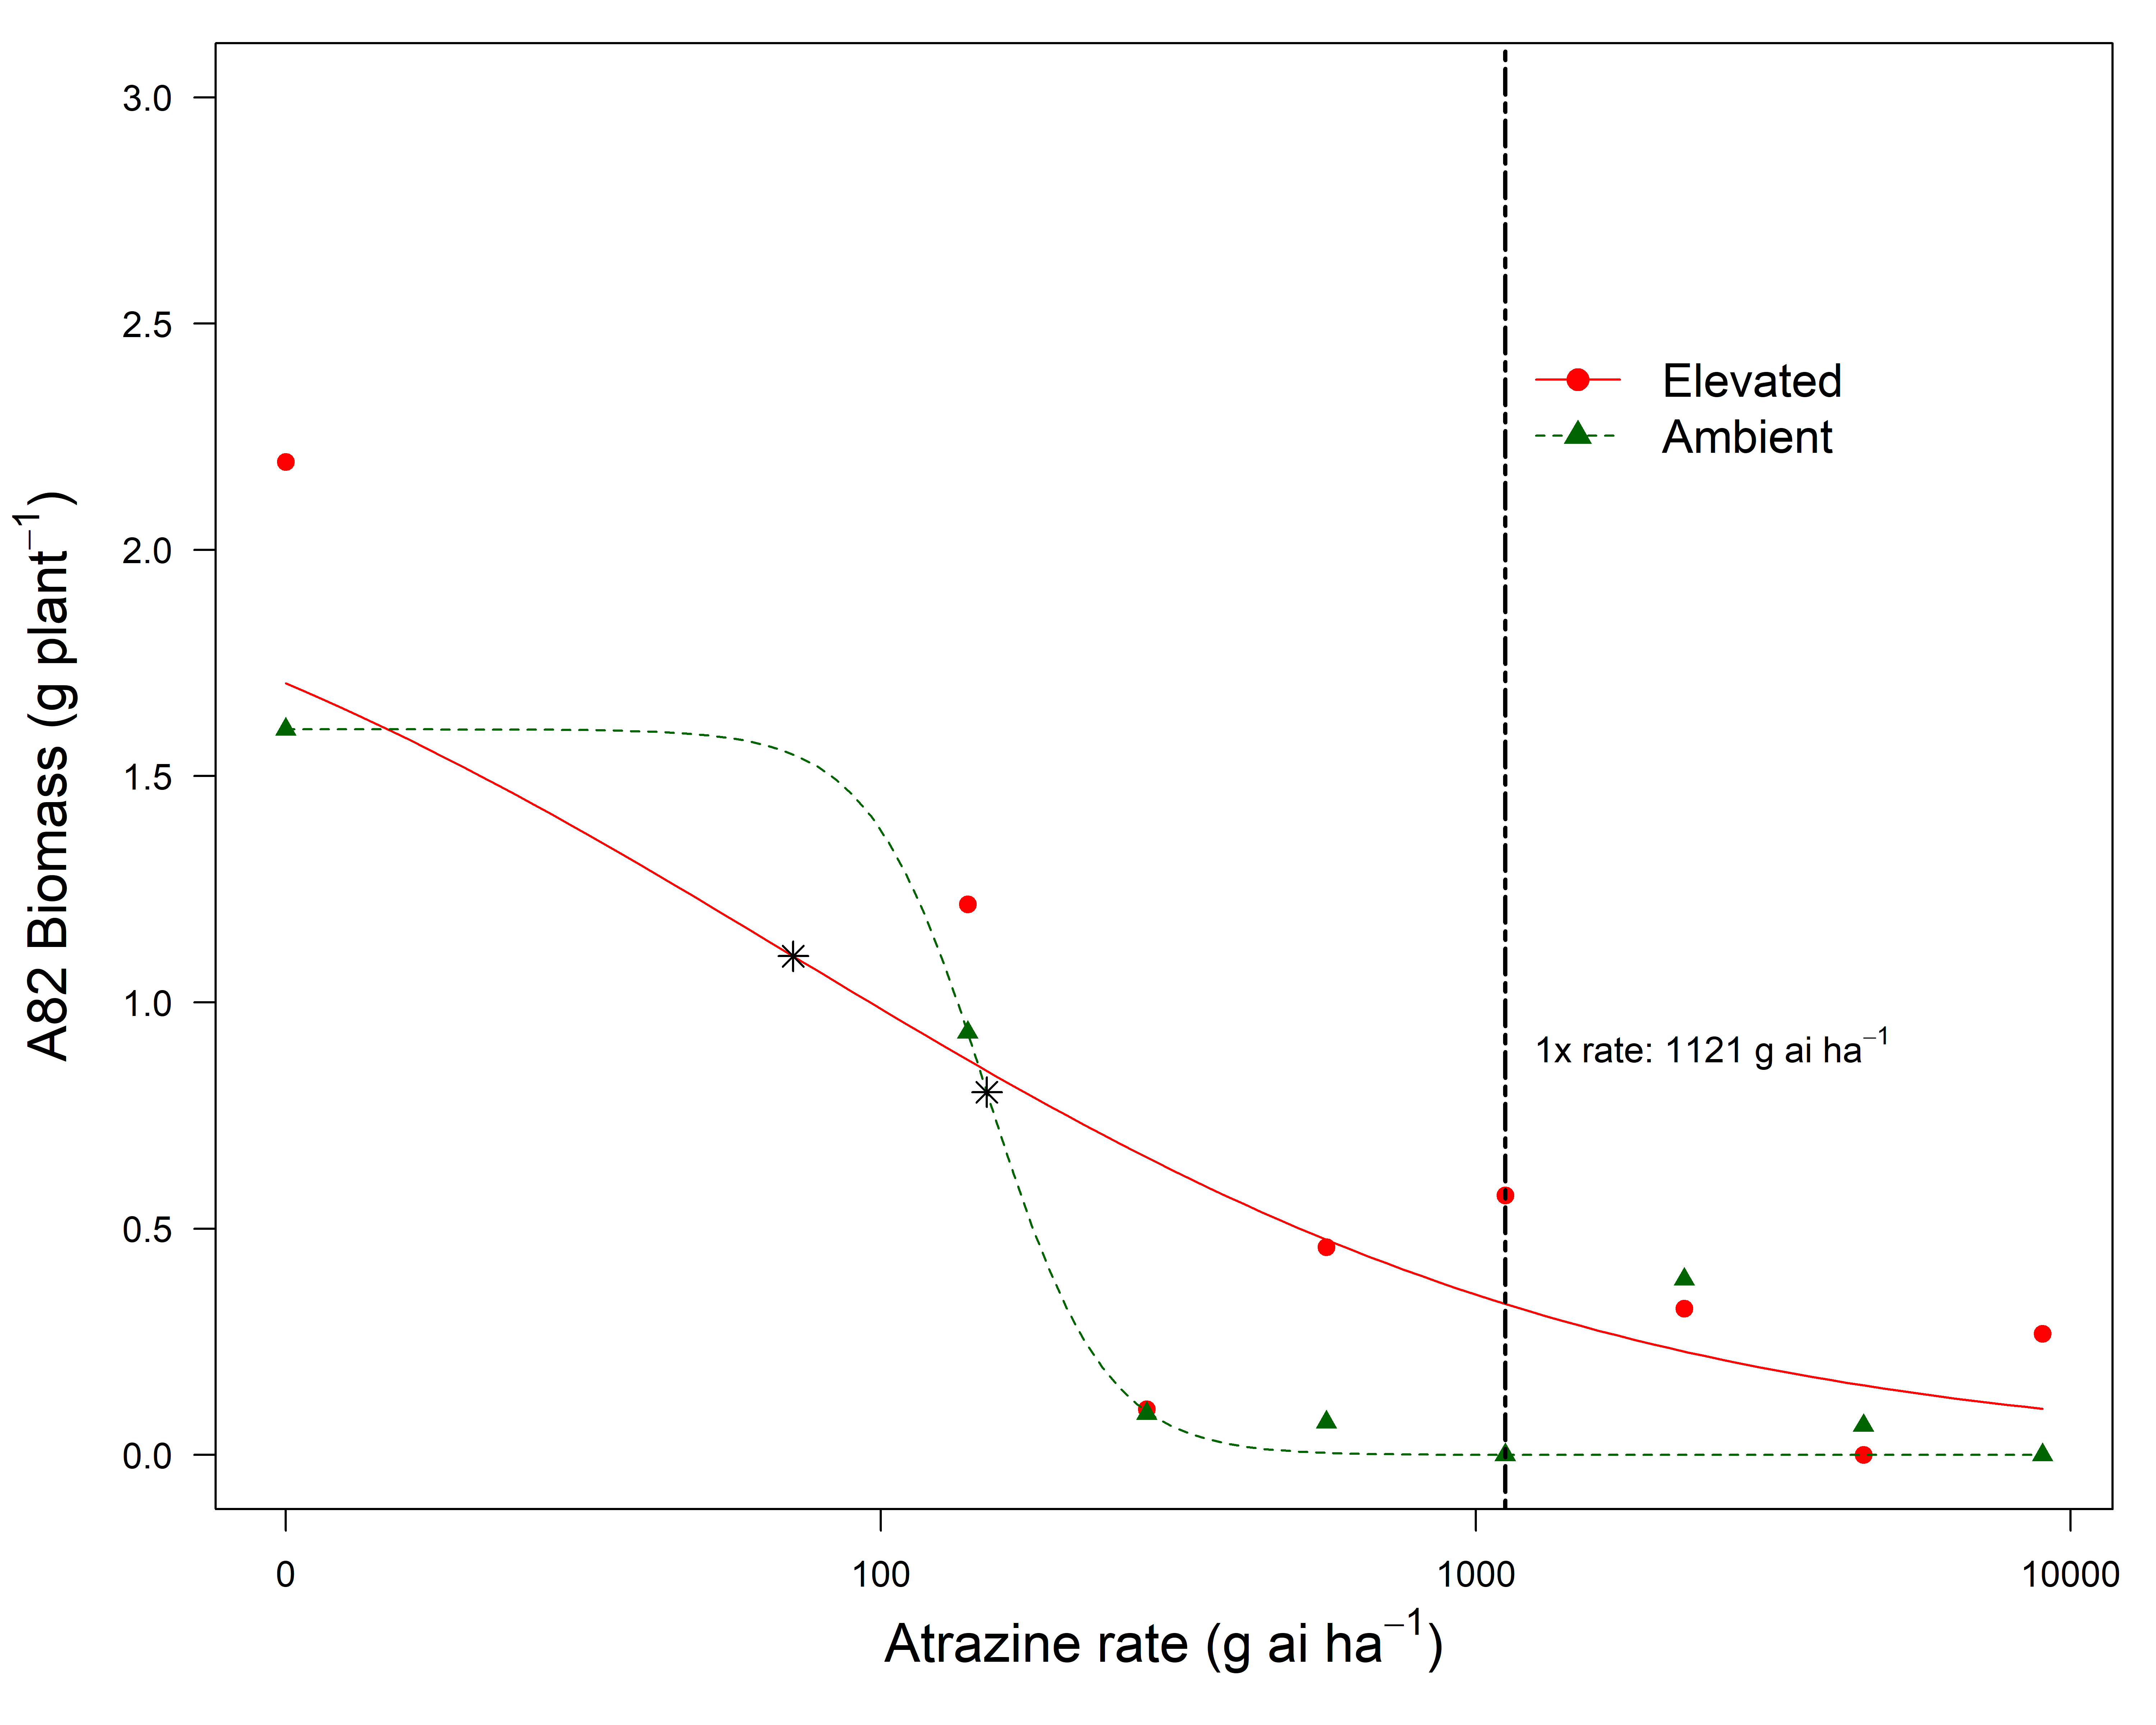 3.0
2.5
2.0
1.5
1.0
0.5
0.0
A82 Biomass (g plant⁻¹)
Elevated
Ambient
1x rate: 1121 g ai ha⁻¹
0 100 1000 10000
Atrazine rate (g ai ha⁻¹)